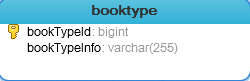 booktype
bookTypeId: bigint
bookTypeInfo: varchar(255)